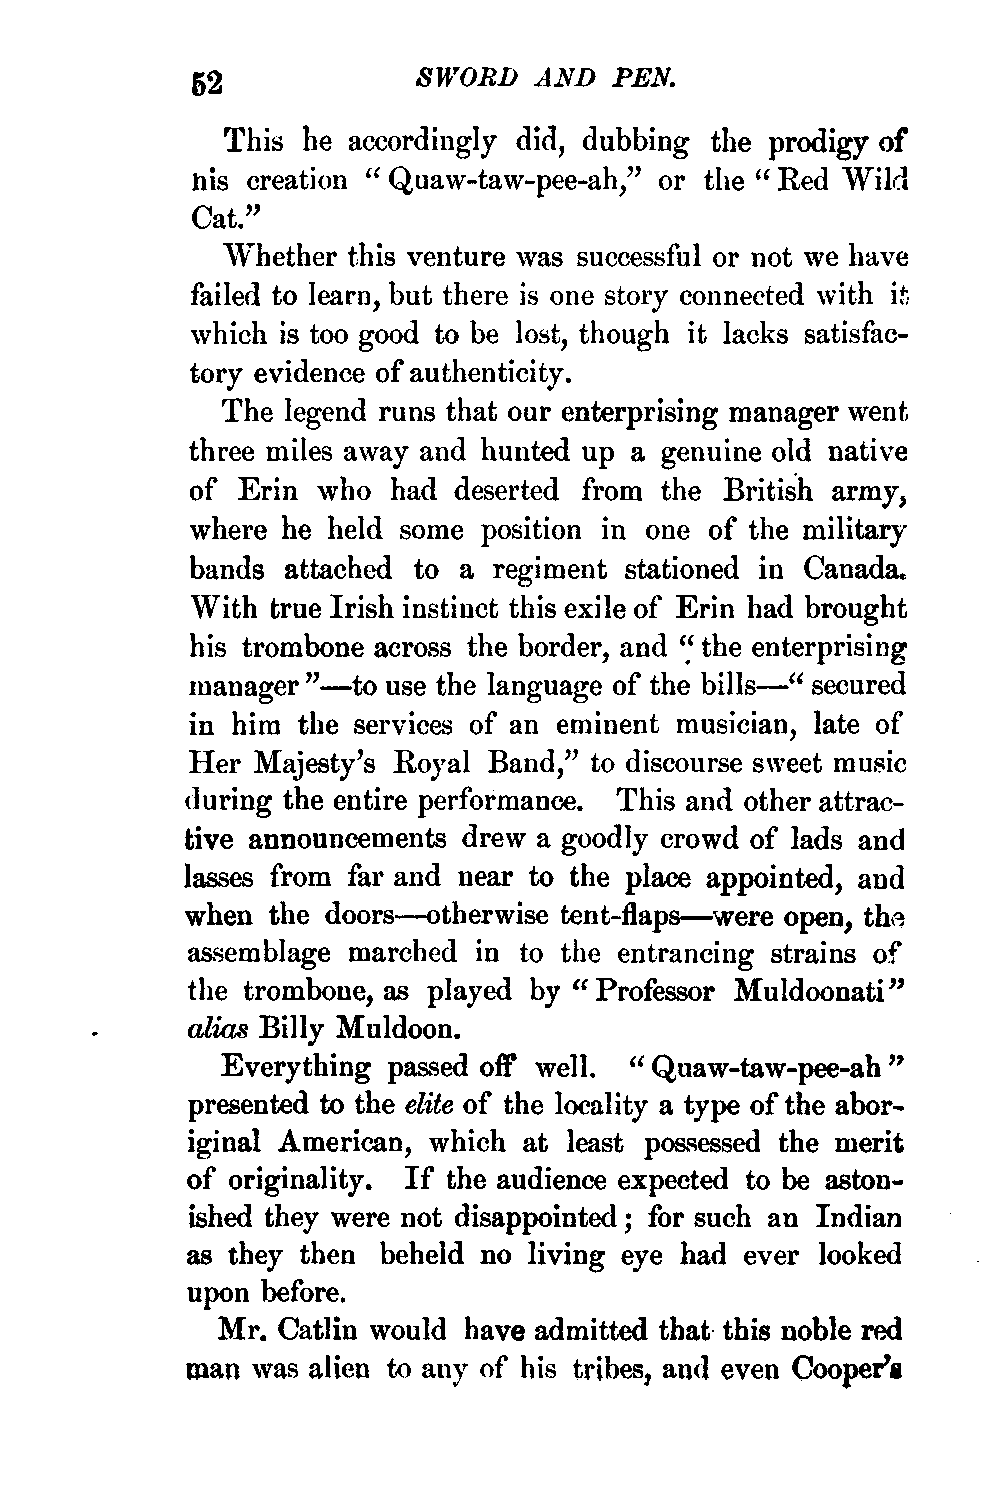 52 SWORD AND PEN.
This he accordingly did, dubbing the prodigy of
his creation “Quaw-taw-pee-ah,” or the “Red Wild
Cat.”
Whether this venture was successful or not we have
failed to learn, but there is one story connected with it
which is too good to be lost, though it lacks satisfac-
tory evidence of authenticity.
The legend runs that our enterprising manager went
three miles away and hunted up a genuine old native
of Erin who had deserted from the British army,
where he held some position in one of the military
bands attached to a regiment stationed in Canada.
With true Irish instinct this exile of Erin had brought
his trombone across the border, and “the enterprising
manager”—to use the language of the bills—“secured
in him the services of an eminent musician, late of
Her Majesty’s Royal Band,” to discourse sweet music
during the entire performance. This and other attrac-
tive announcements drew a goodly crowd of lads and
lasses from far and near to the place appointed, and
when the doors—otherwise tent-flaps—were open, the
assemblage marched in to the entrancing strains of
the trombone, as played by “Professor Muldoonati”
alias Billy Muldoon.
Everything passed off well. “Quaw-taw-pee-ah”
presented to the elite of the locality a type of the abor-
iginal American, which at least possessed the merit
of originality. If the audience expected to be aston-
ished they were not disappointed; for such an Indian
as they then beheld no living eye had ever looked
upon before.
Mr. Catlin would have admitted that this noble red
man was alien to any of his tribes, and even Cooper’s